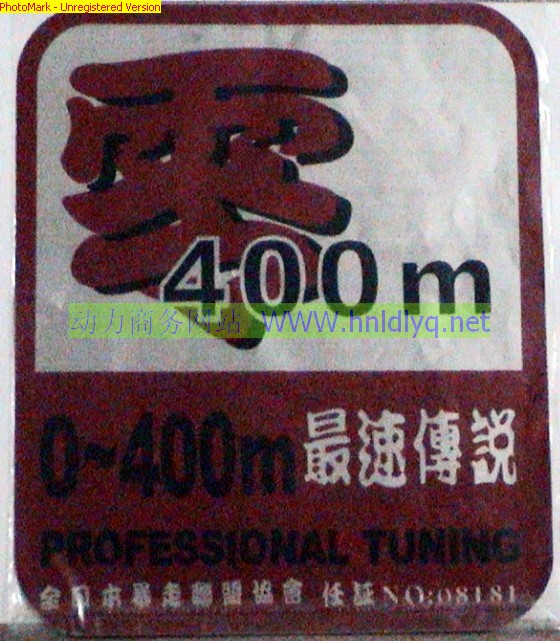 PhotoMark - Unregistered Version
零
400m
动力商务网站 www.hnldlyq.net
0~400m 最速傳説
PROFESSIONAL TUNING
全日本暴走聯盟協會 任証NO:08181